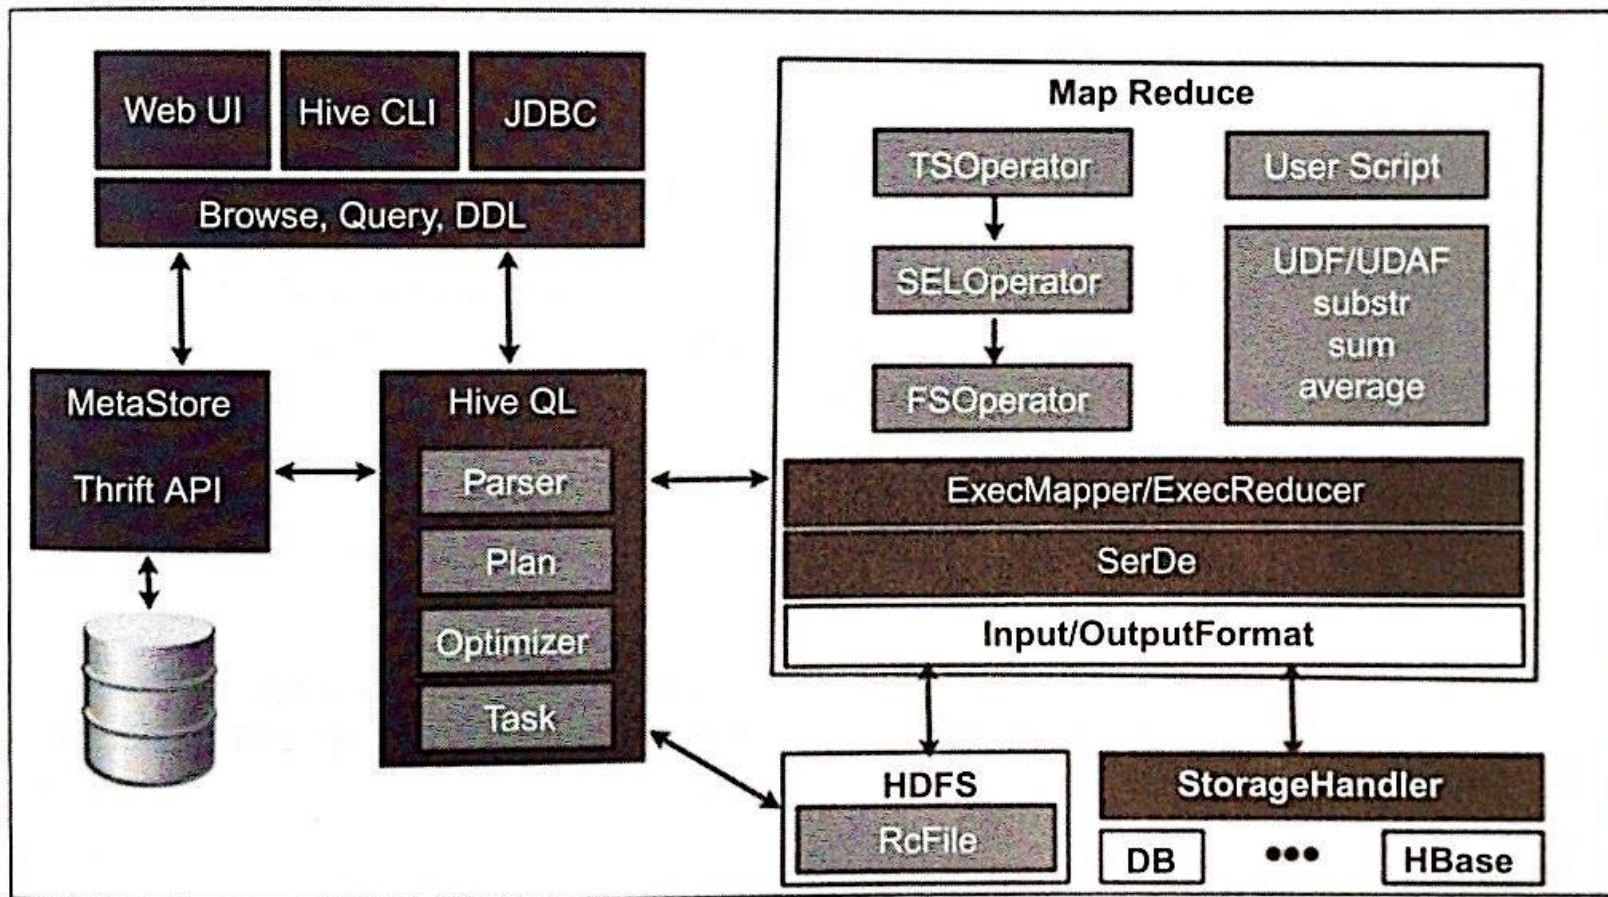 Web UI
Hive CLI
JDBC
Browse, Query, DDL
MetaStore
Thrift API
Hive QL
Parser
Plan
Optimizer
Task
Map Reduce
TSOperator
SELOperator
FSOperator
User Script
UDF/UDAF
substr
sum
average
ExecMapper/ExecReducer
SerDe
Input/OutputFormat
HDFS
RcFile
StorageHandler
DB
•••
HBase